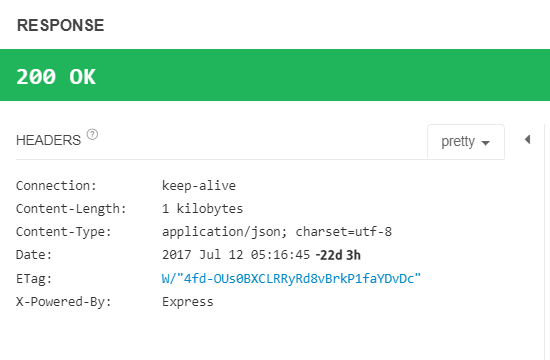 RESPONSE
200 OK
HEADERS ?
pretty
Connection: keep-alive
Content-Length: 1 kilobytes
Content-Type: application/json; charset=utf-8
Date: 2017 Jul 12 05:16:45 -22d 3h
ETag: W/"4fd-OUs0BXCLRRyRd8vBrkP1faYDvDc"
X-Powered-By: Express